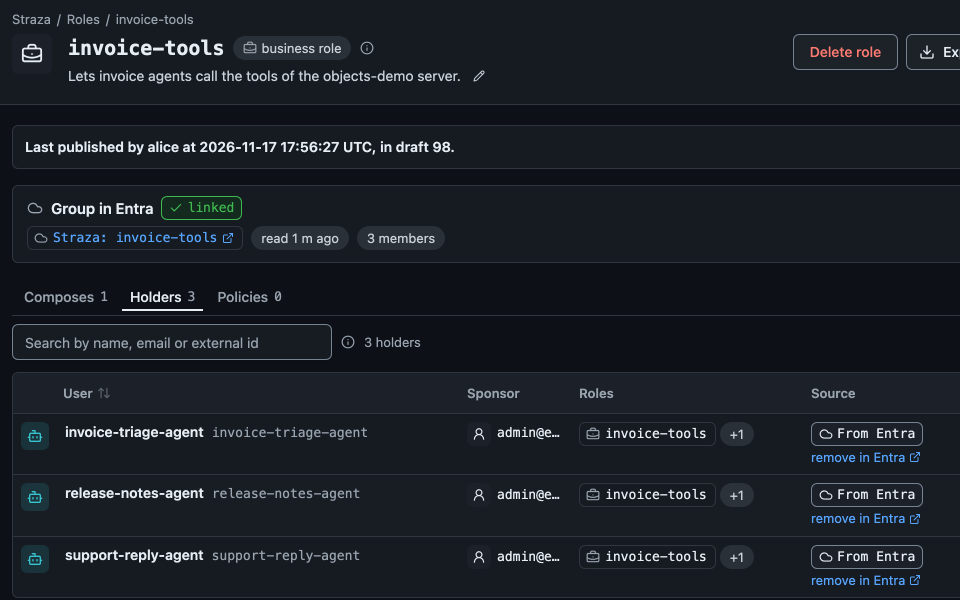 Straza / Roles / invoice-tools
invoice-tools business role
Delete role
Ex
Lets invoice agents call the tools of the objects-demo server.
Last published by alice at 2026-11-17 17:56:27 UTC, in draft 98.
Group in Entra linked
Straza: invoice-tools read 1 m ago 3 members
Composes 1 Holders 3 Policies 0
Search by name, email or external id 3 holders
User Sponsor Roles Source
invoice-triage-agent invoice-triage-agent admin@e… invoice-tools +1 From Entra
remove in Entra
release-notes-agent release-notes-agent admin@e… invoice-tools +1 From Entra
remove in Entra
support-reply-agent support-reply-agent admin@e… invoice-tools +1 From Entra
remove in Entra